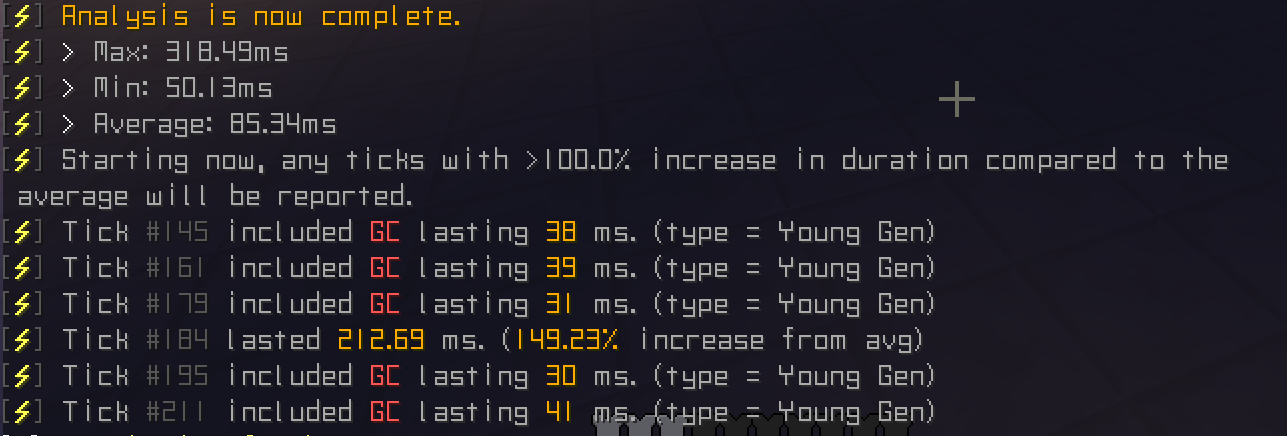 [⚡] Analysis is now complete.
[⚡] > Max: 318.49ms
[⚡] > Min: 50.13ms
[⚡] > Average: 85.34ms
[⚡] Starting now, any ticks with >100.0% increase in duration compared to the
average will be reported.
[⚡] Tick #145 included GC lasting 38 ms. (type = Young Gen)
[⚡] Tick #161 included GC lasting 39 ms. (type = Young Gen)
[⚡] Tick #179 included GC lasting 31 ms. (type = Young Gen)
[⚡] Tick #184 lasted 212.69 ms. (149.23% increase from avg)
[⚡] Tick #195 included GC lasting 30 ms. (type = Young Gen)
[⚡] Tick #211 included GC lasting 41 ms. (type = Young Gen)